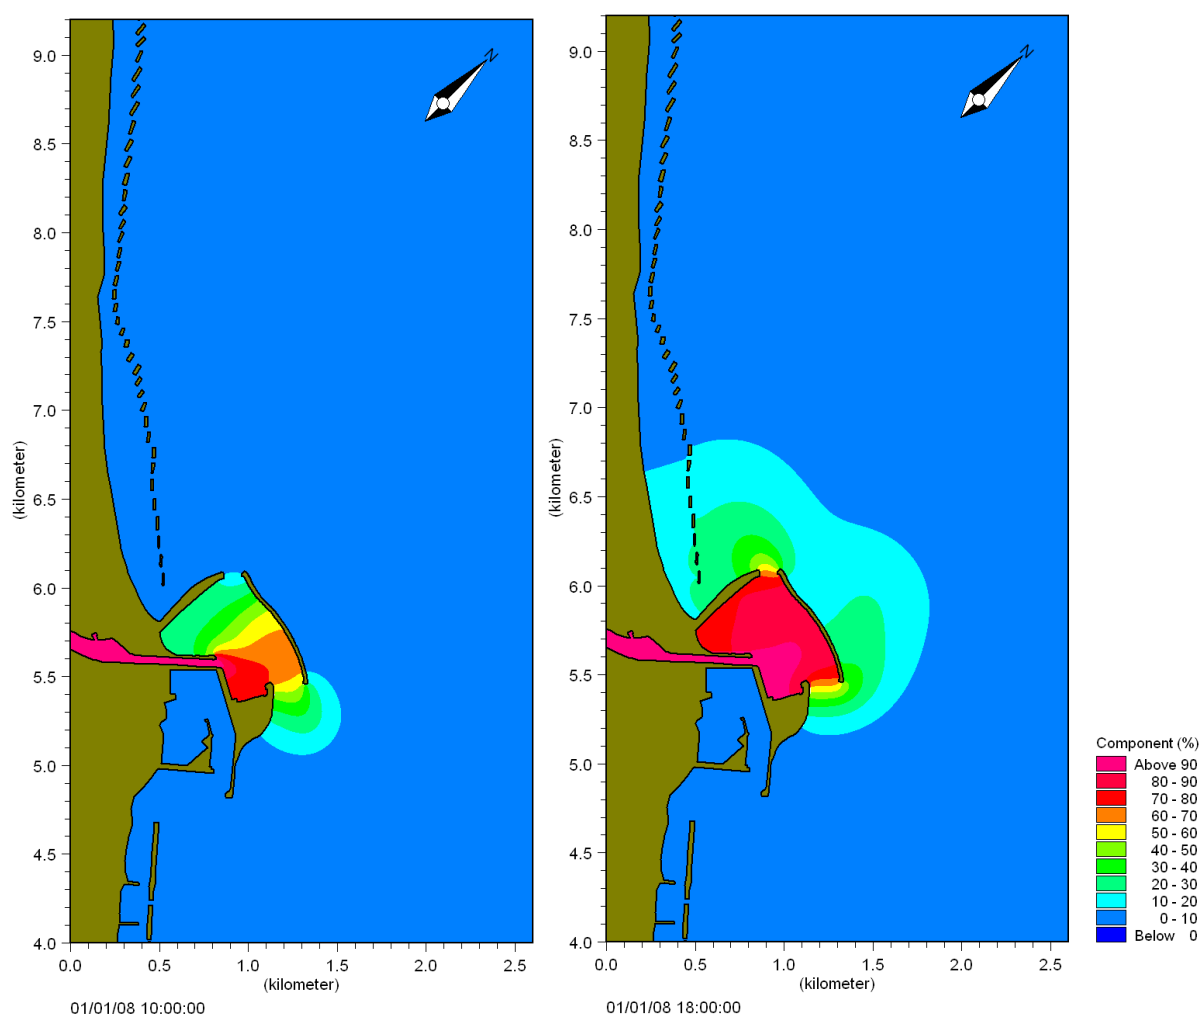 9.0
8.5
8.0
7.5
7.0
6.5
6.0
5.5
5.0
4.5
4.0
(kilometer)
0.0 0.5 1.0 1.5 2.0 2.5
(kilometer)
01/01/08 10:00:00
N
9.0
8.5
8.0
7.5
7.0
6.5
6.0
5.5
5.0
4.5
4.0
(kilometer)
0.0 0.5 1.0 1.5 2.0 2.5
(kilometer)
01/01/08 18:00:00
N
Component (%)
Above 90
80 - 90
70 - 80
60 - 70
50 - 60
40 - 50
30 - 40
20 - 30
10 - 20
0 - 10
Below 0